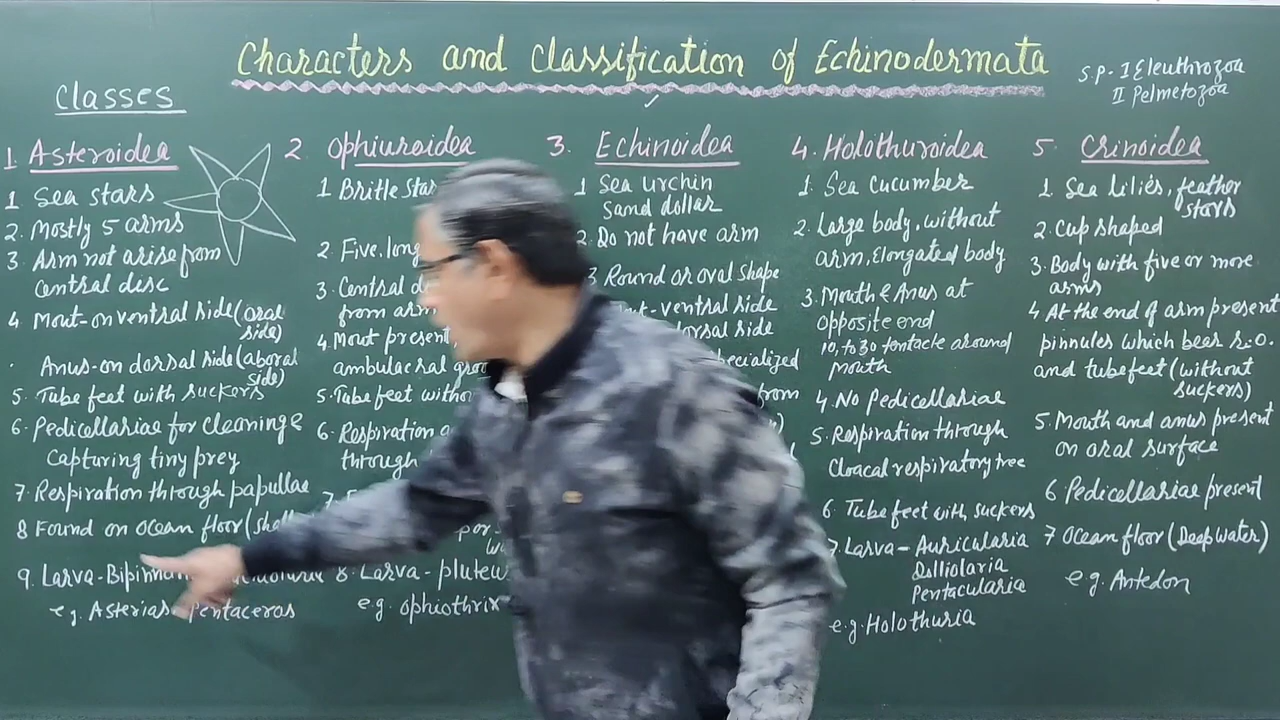 Characters and classification of Echinodermata
S.P- I Eleuthrozoa
II Pelmetozoa
Classes
1. Asteroidea
1 Sea stars
2. Mostly 5 arms
3 Arm not arise from
central disc
4 Mout-on ventral side (oral
side)
Anus-on dorsal side (aboral
side)
5. Tube feet with suckers
6. Pedicellariae for cleaning &
Capturing tiny prey
7. Respiration through papullae
8 Found on ocean floor
9. Larva-
e.g. Asterias, Pentaceros
2 Ophiuroidea
1 Britle
2 Five, long
3 Central
from
4. Mout present
ambulacral
5. Tube feet
6. Respiration
through
8. Larva-
e.g. Ophiothrix
3. Echinoidea
1 Sea urchin
Sand dollar
2. Do not have arm
3 Round or oval shape
ventral side
dorsal side
specialized
from
4. Holothuroidea
1. Sea cucumber
2. Large body, without
arm, Elongated body
3. Mouth & Anus at
Opposite end
10, to 30 tentacle around
Mouth
4. No Pedicellariae
5. Respiration through
Cloacal respiratory tree
6. Tube feet with suckers
7. Larva- Auricularia
Dolliolaria
Pentacularia
e.g. Holothuria
5. Crinoidea
1. Sea Lilies, feather
stars
2. Cup shaped
3. Body with five or more
arms
4 At the end of arm present
pinnules which bear r.o.
and tubefeet (without
suckers)
5. Mouth and anus present
on oral surface
6 Pedicellariae present
7 Ocean floor (Deep water)
e.g. Antedon